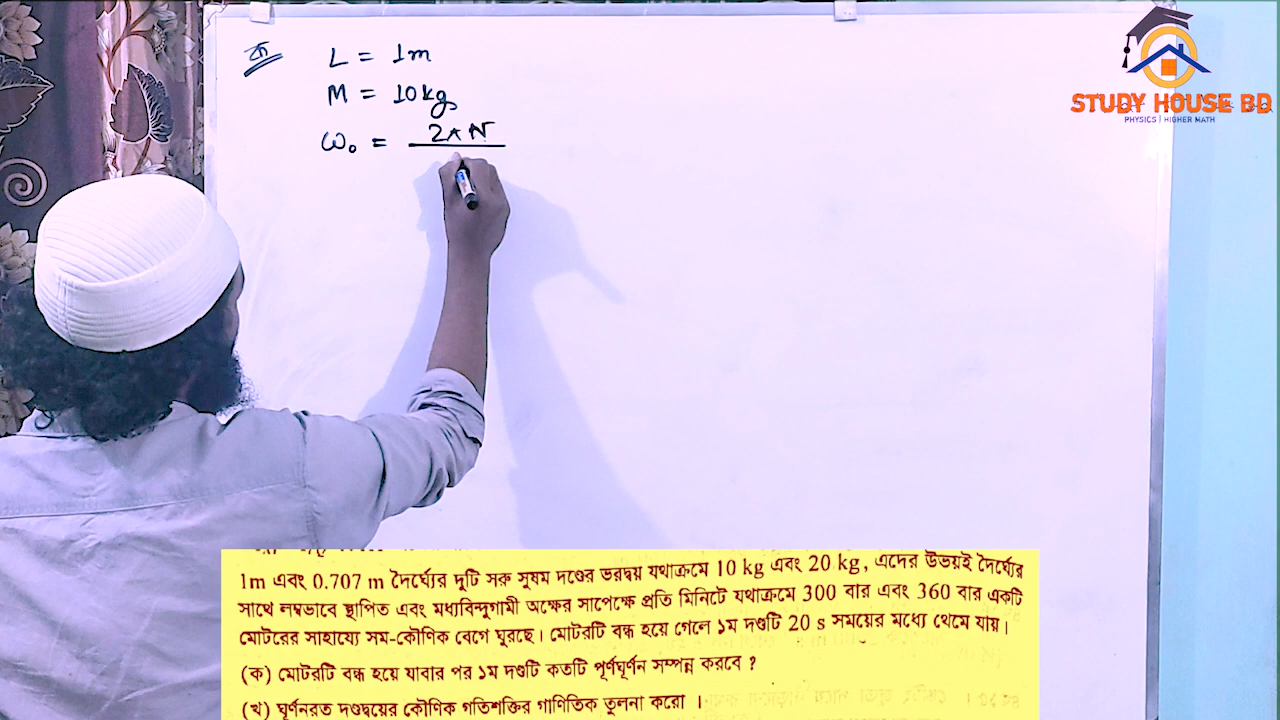 ক
L = 1m
M = 10kg
ω₀ = 2πN
STUDY HOUSE BD
PHYSICS | HIGHER MATH
1m এবং 0.707 m দৈর্ঘ্যের দুটি সরু সুষম দণ্ডের ভরদ্বয় যথাক্রমে 10 kg এবং 20 kg, এদের উভয়ই দৈর্ঘ্যের
সাথে লম্বভাবে স্থাপিত এবং মধ্যবিন্দুগামী অক্ষের সাপেক্ষে প্রতি মিনিটে যথাক্রমে 300 বার এবং 360 বার একটি
মোটরের সাহায্যে সম-কৌণিক বেগে ঘুরছে। মোটরটি বন্ধ হয়ে গেলে ১ম দণ্ডটি 20 s সময়ের মধ্যে থেমে যায়।
(ক) মোটরটি বন্ধ হয়ে যাবার পর ১ম দণ্ডটি কতটি পূর্ণঘূর্ণন সম্পন্ন করবে ?
(খ) ঘূর্ণনরত দণ্ডদ্বয়ের কৌণিক গতিশক্তির গাণিতিক তুলনা করো ।